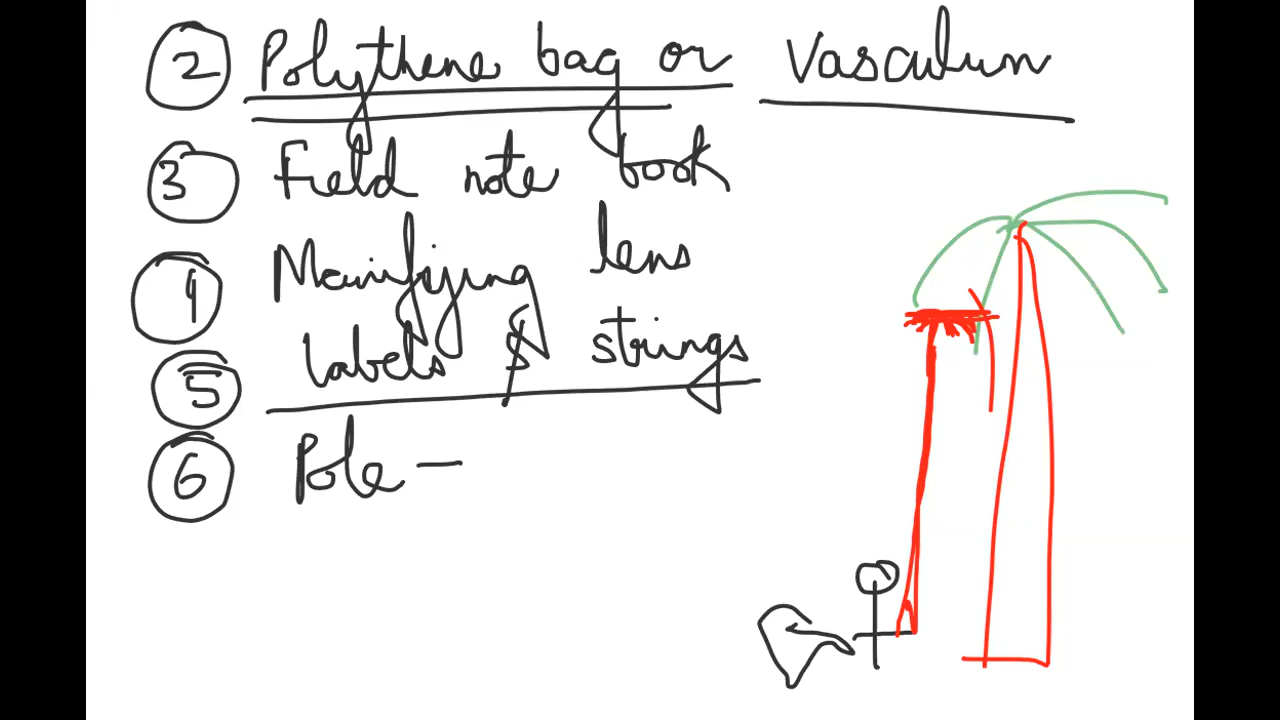 2 Polythene bag or Vasculum
3 Field note book
4 Manifying lens
5 Labels & strings
6 Pole —